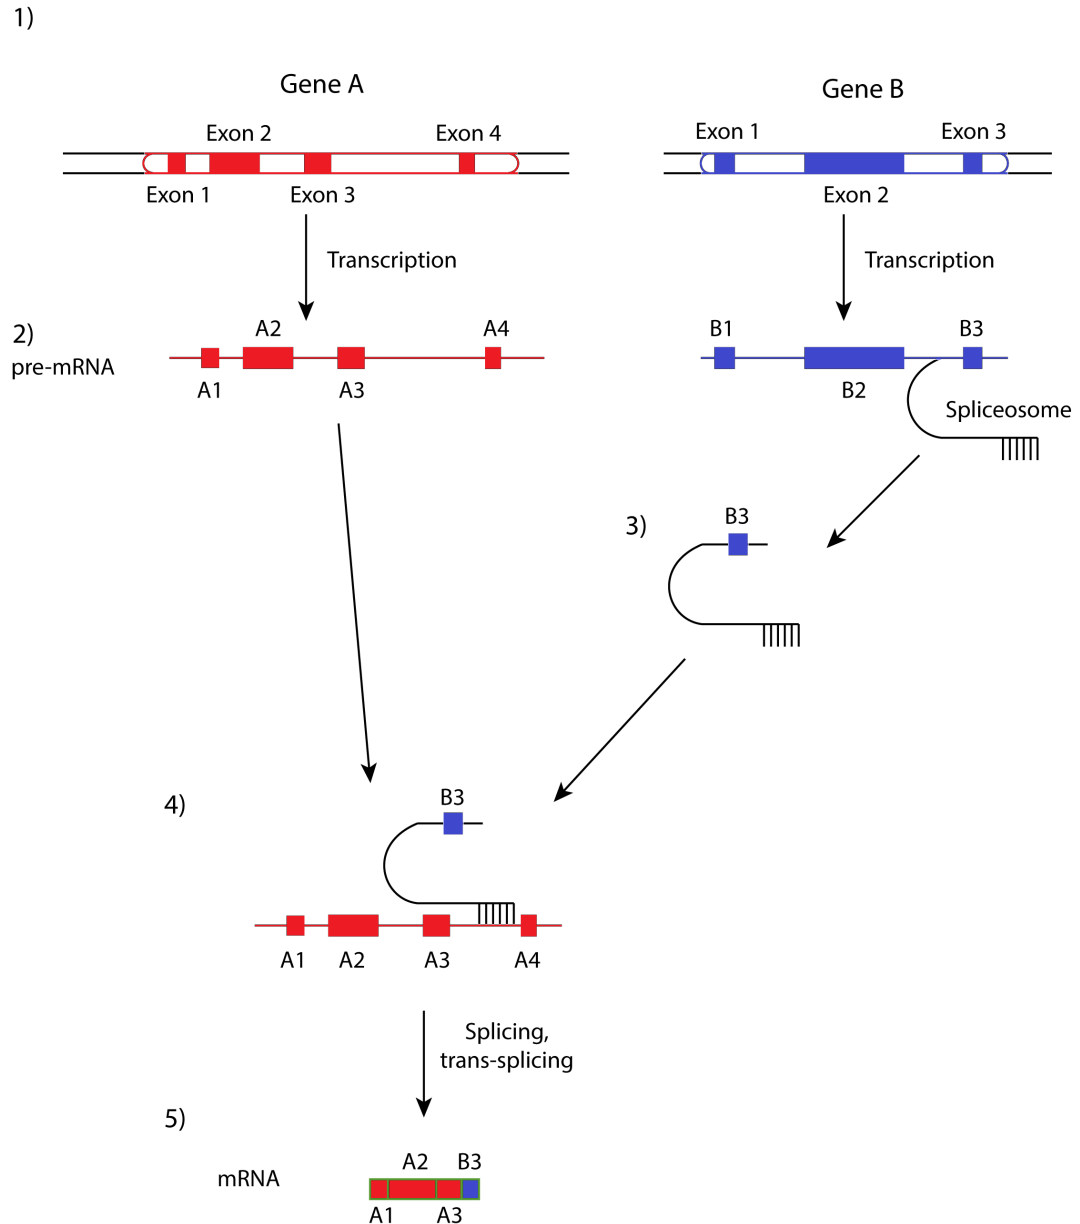 1)
Gene A
Gene B
Exon 2
Exon 4
Exon 1
Exon 3
Exon 1
Exon 3
Exon 2
Transcription
Transcription
2)
pre-mRNA
A2
A4
A1
A3
B1
B3
B2
Spliceosome
3)
B3
4)
B3
A1
A2
A3
A4
Splicing,
trans-splicing
5)
mRNA
A2
B3
A1
A3